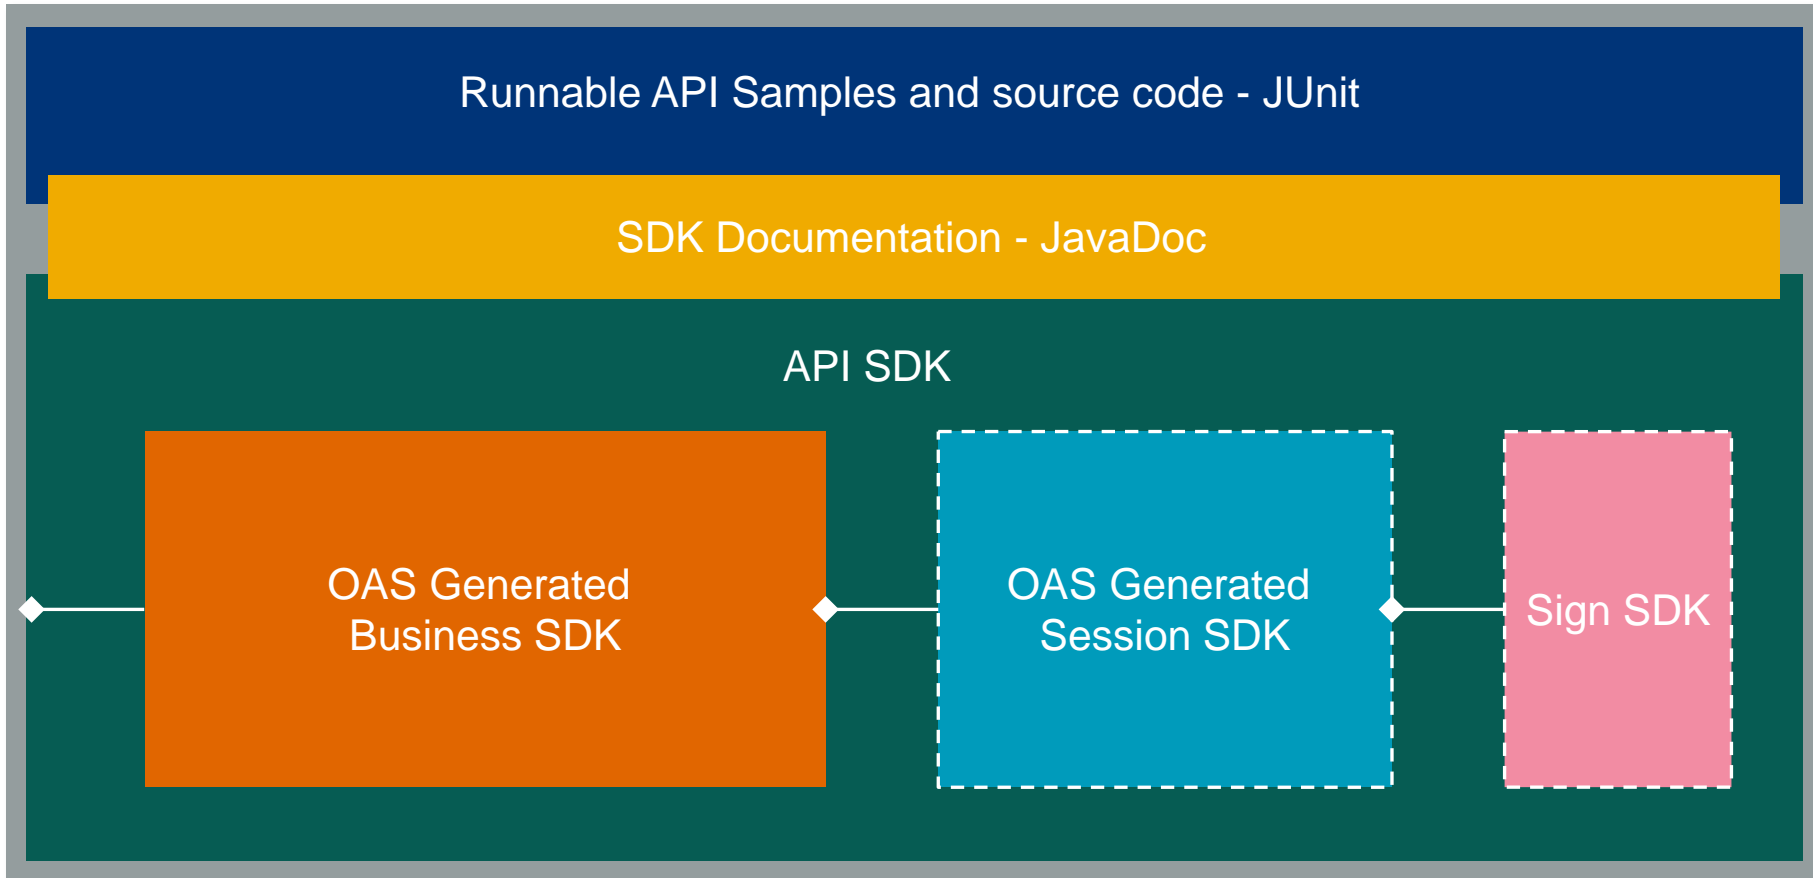 Runnable API Samples and source code - JUnit
SDK Documentation - JavaDoc
API SDK
OAS Generated
Business SDK
OAS Generated
Session SDK
Sign SDK